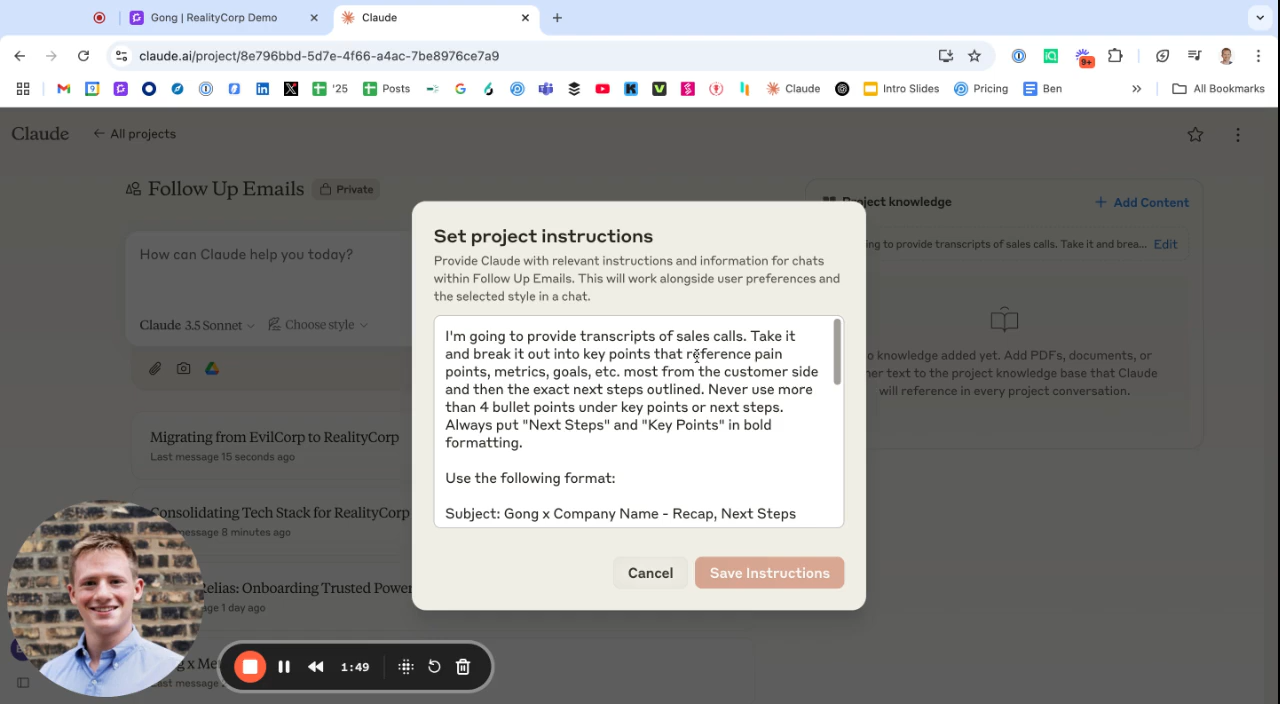 Gong | RealityCorp Demo
Claude
claude.ai/project/8e796bbd-5d7e-4f66-a4ac-7be8976ce7a9
9+
'25
Posts
Claude
Intro Slides
Pricing
Ben
All Bookmarks
Claude
All projects
Follow Up Emails
Private
Project knowledge
Add Content
How can Claude help you today?
ing to provide transcripts of sales calls. Take it and brea...
Edit
Claude 3.5 Sonnet
Choose style
o knowledge added yet. Add PDFs, documents, or
her text to the project knowledge base that Claude
will reference in every project conversation.
Migrating from EvilCorp to RealityCorp
Last message 15 seconds ago
Consolidating Tech Stack for RealityCorp
message 8 minutes ago
Relias: Onboarding Trusted Power
age 1 day ago
g x Me
Last message
Set project instructions
Provide Claude with relevant instructions and information for chats
within Follow Up Emails. This will work alongside user preferences and
the selected style in a chat.
I'm going to provide transcripts of sales calls. Take it
and break it out into key points that reference pain
points, metrics, goals, etc. most from the customer side
and then the exact next steps outlined. Never use more
than 4 bullet points under key points or next steps.
Always put "Next Steps" and "Key Points" in bold
formatting.
Use the following format:
Subject: Gong x Company Name - Recap, Next Steps
Cancel
Save Instructions
1:49